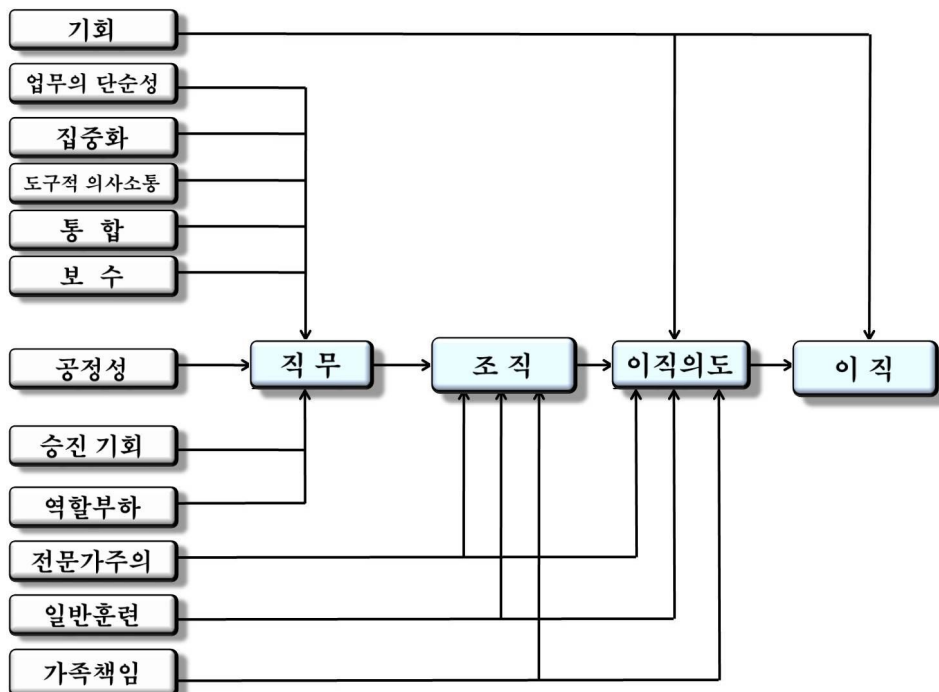 기회
업무의 단순성
집중화
도구적 의사소통
통 합
보 수
공정성
직 무
조 직
이직의도
이 직
승진 기회
역할부하
전문가주의
일반훈련
가족책임